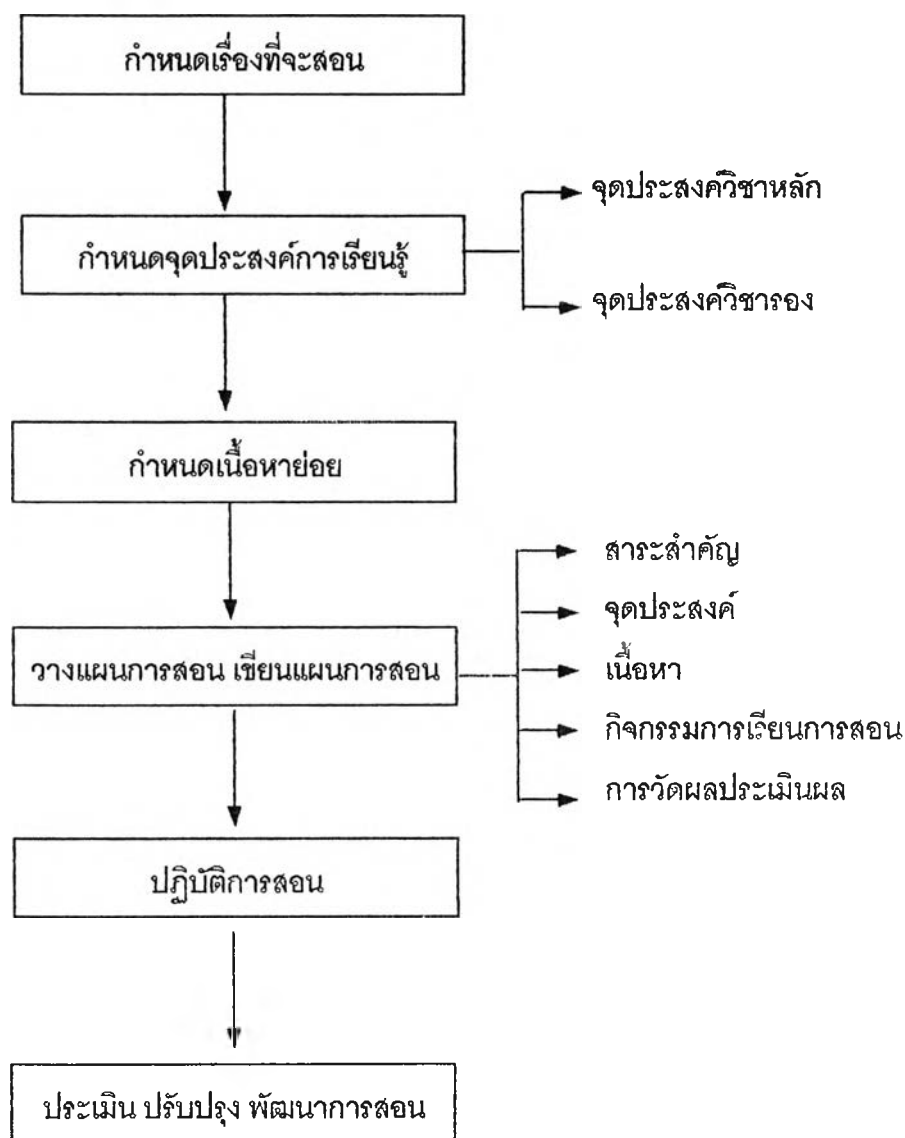 กำหนดเรื่องที่จะสอน
จุดประสงค์วิชาหลัก
กำหนดจุดประสงค์การเรียนรู้
จุดประสงค์วิชารอง
กำหนดเนื้อหาย่อย
สาระสำคัญ
จุดประสงค์
วางแผนการสอน เขียนแผนการสอน
เนื้อหา
กิจกรรมการเรียนการสอน
การวัดผลประเมินผล
ปฏิบัติการสอน
ประเมิน ปรับปรุง พัฒนาการสอน